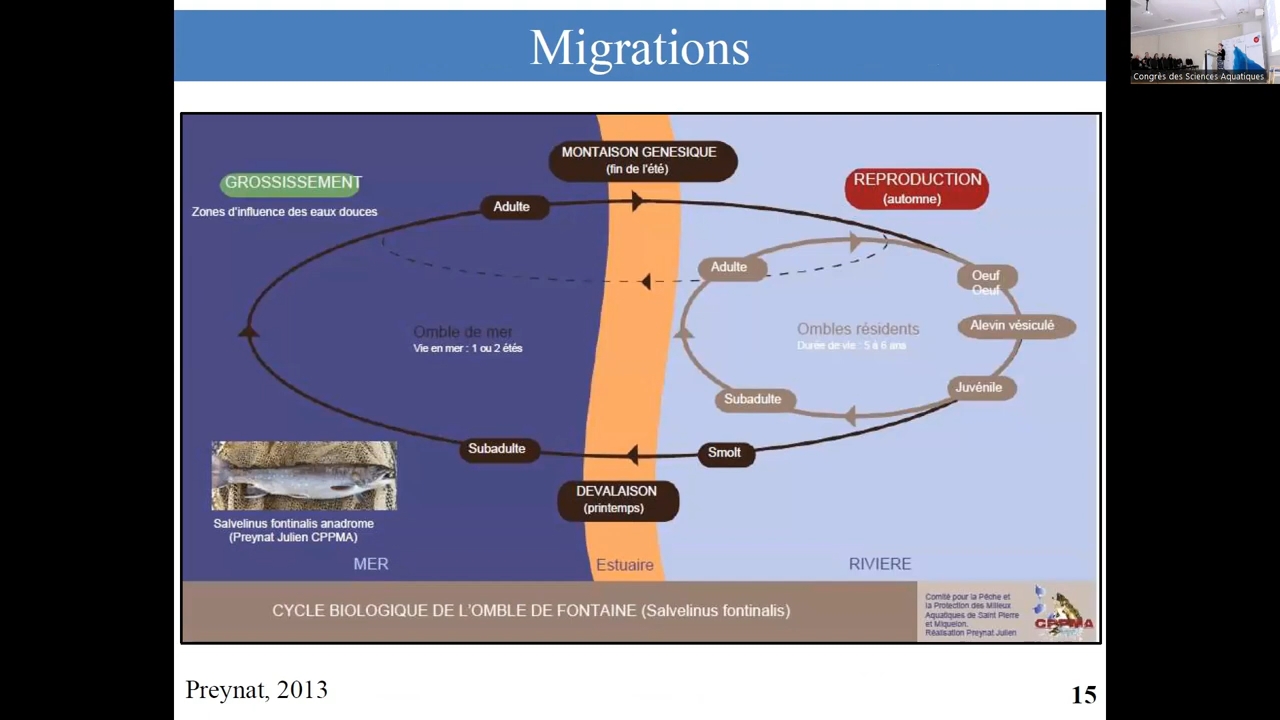 Migrations
Congrès des Sciences Aquatiques
MONTAISON GENESIQUE
(fin de l'été)
GROSSISSEMENT
Zones d'influence des eaux douces
REPRODUCTION
(automne)
Adulte
Adulte
Oeuf
Oeuf
Omble de mer
Vie en mer : 1 ou 2 étés
Ombles résidents
Durée de vie : 5 à 6 ans
Alevin vésiculé
Juvénile
Subadulte
Subadulte
Smolt
DEVALAISON
(printemps)
Salvelinus fontinalis anadrome
(Preynat Julien CPPMA)
MER
Estuaire
RIVIERE
CYCLE BIOLOGIQUE DE L'OMBLE DE FONTAINE (Salvelinus fontinalis)
Comité pour la Pêche et
la Protection des Milieux
Aquatiques de Saint Pierre
et Miquelon.
Réalisation Preynat Julien
CPPMA
Preynat, 2013
15